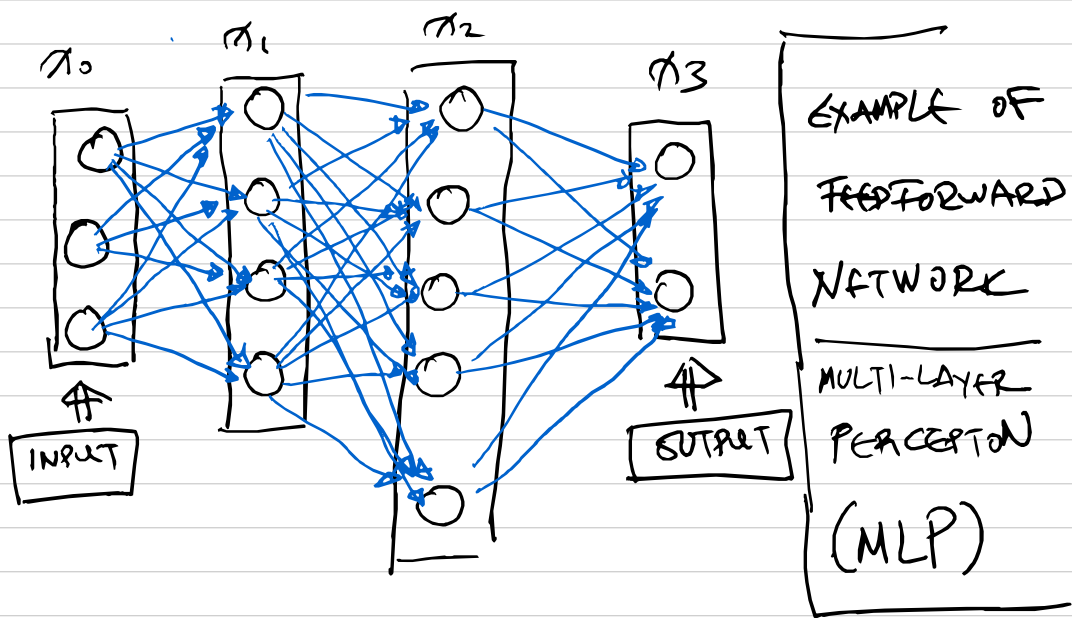 x₀
x₁
x₂
x₃
INPUT
OUTPUT
EXAMPLE OF
FEEDFORWARD
NETWORK
MULTI-LAYER
PERCEPTON
(MLP)